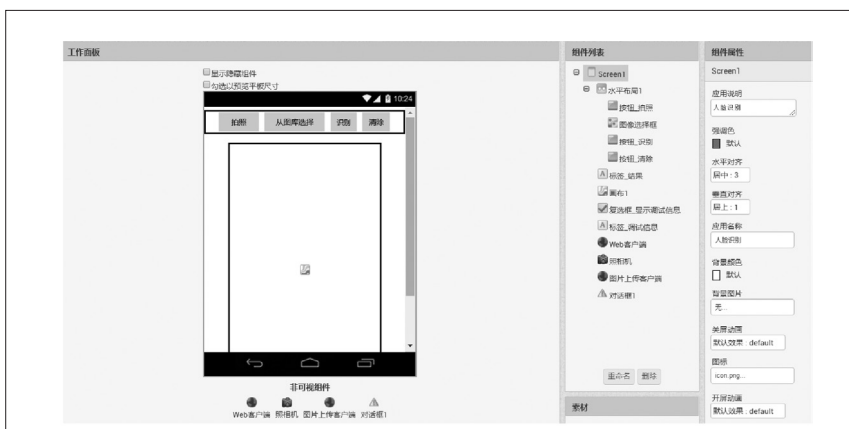 工作面板
显示隐藏组件
勾选以预览平板尺寸
10:24
拍照 从图库选择 识别 清除
非可视组件
Web客户端 照相机 图片上传客户端 对话框1
组件列表
Screen1
水平布局1
按钮_拍照
图像选择框
按钮_识别
按钮_清除
标签_结果
画布1
复选框_显示调试信息
标签_调试信息
Web客户端
照相机
图片上传客户端
对话框1
重命名 删除
素材
组件属性
Screen1
应用说明
人脸识别
强调色
默认
水平对齐
居中 : 3
垂直对齐
居上 : 1
应用名称
人脸识别
背景颜色
默认
背景图片
无...
关屏动画
默认效果 : default
图标
icon.png...
开屏动画
默认效果 : default